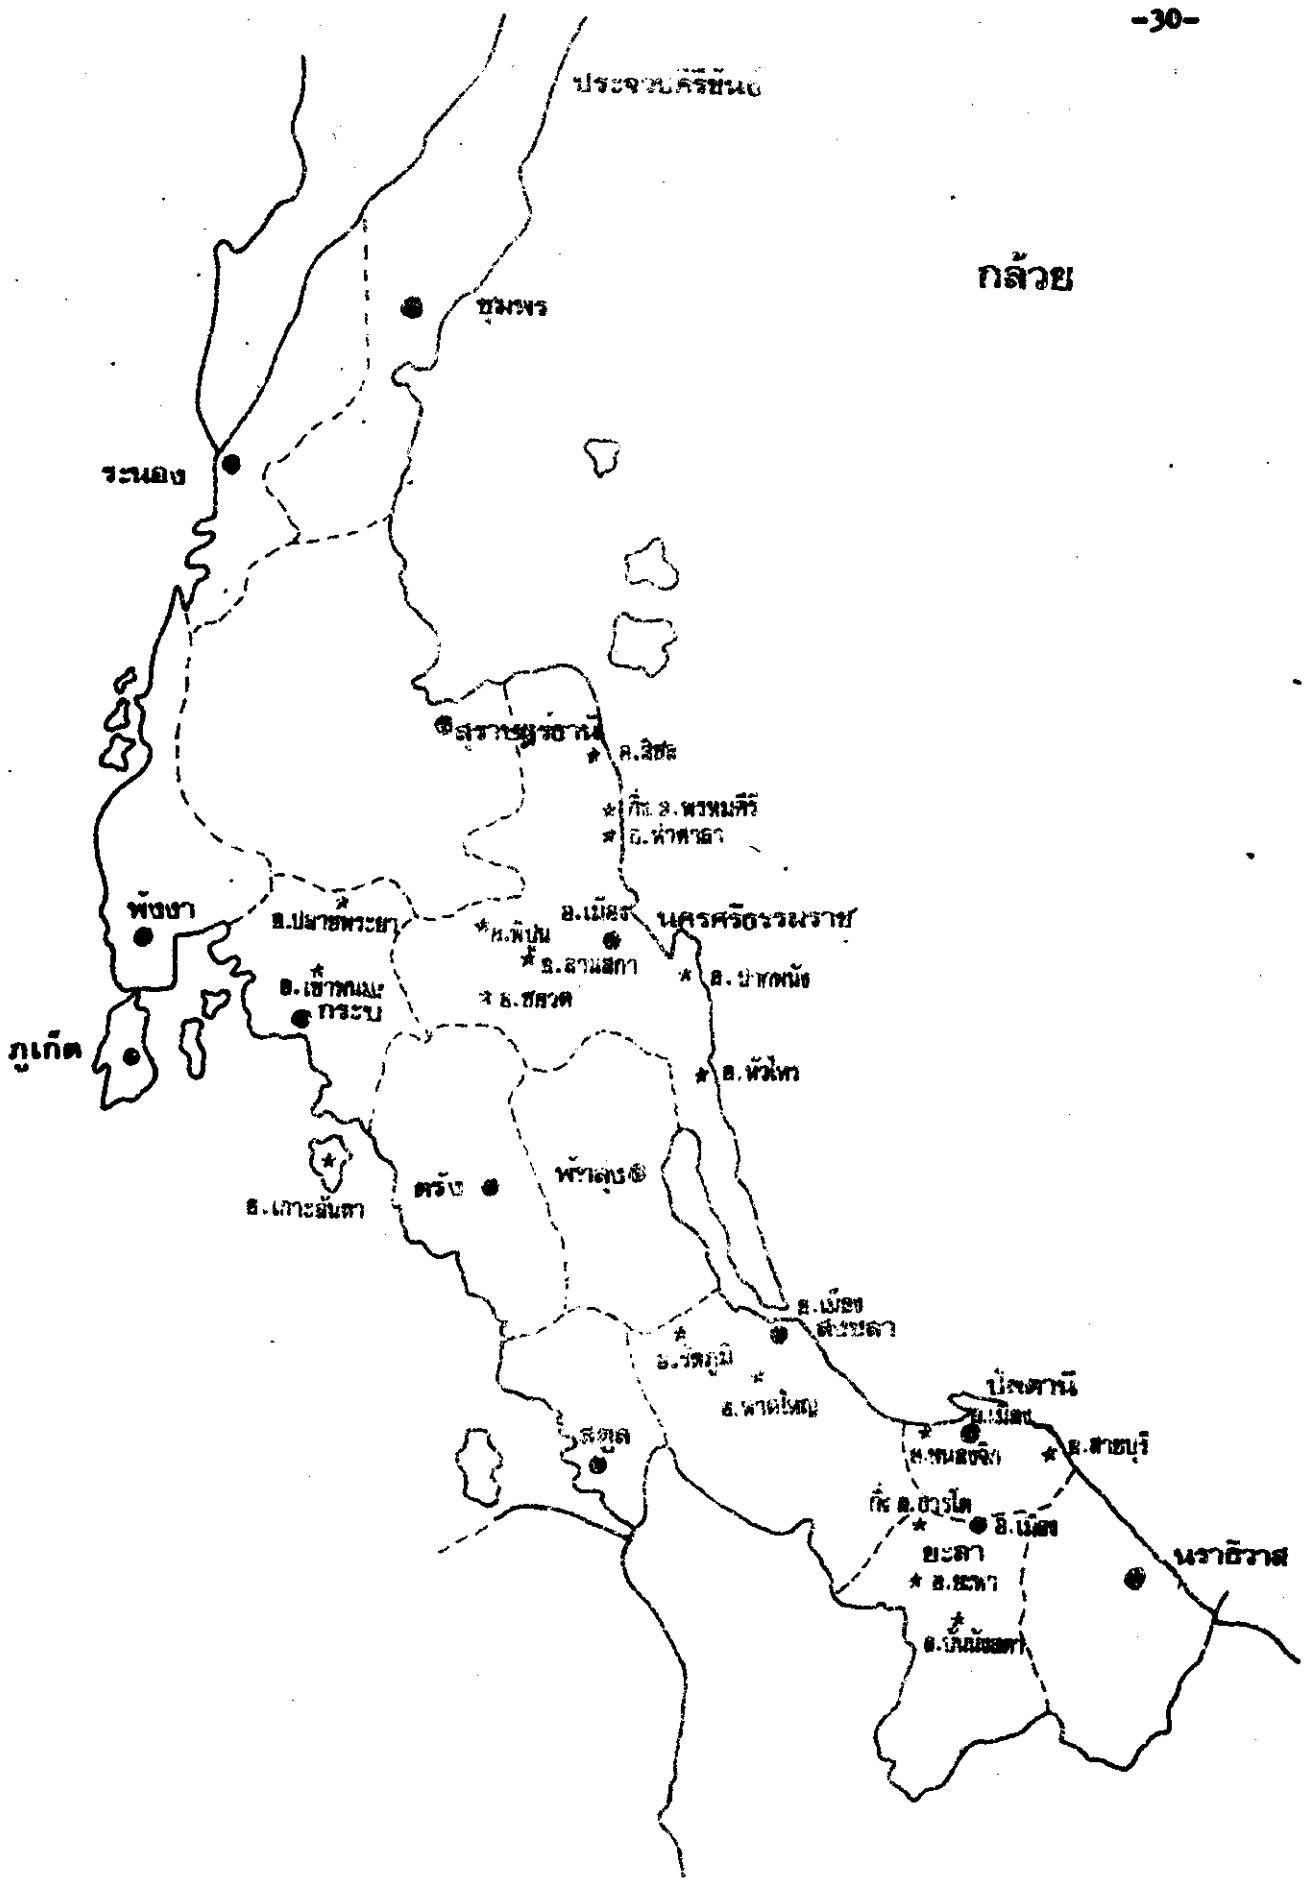 -30-
ประจวบคีรีขันธ์
กล้วย
ชุมพร
ระนอง
สุราษฎร์ธานี
อ.สิชล
กิ่ง อ.พรหมคีรี
อ.ท่าศาลา
พังงา
อ.ปลายพระยา
อ.พิปูน
อ.เมือง
นครศรีธรรมราช
อ.ลานสกา
อ.ปากพนัง
อ.เขาพนม
กระบี่
อ.ชะอวด
ภูเก็ต
อ.หัวไทร
ตรัง
พัทลุง
อ.เกาะลันตา
อ.เมือง
สงขลา
อ.รัตภูมิ
อ.หาดใหญ่
ปัตตานี
อ.เมือง
สตูล
อ.หนองจิก
อ.สายบุรี
กิ่ง อ.ธารโต
อ.เมือง
ยะลา
อ.ยะหา
นราธิวาส
อ.บันนังสตา